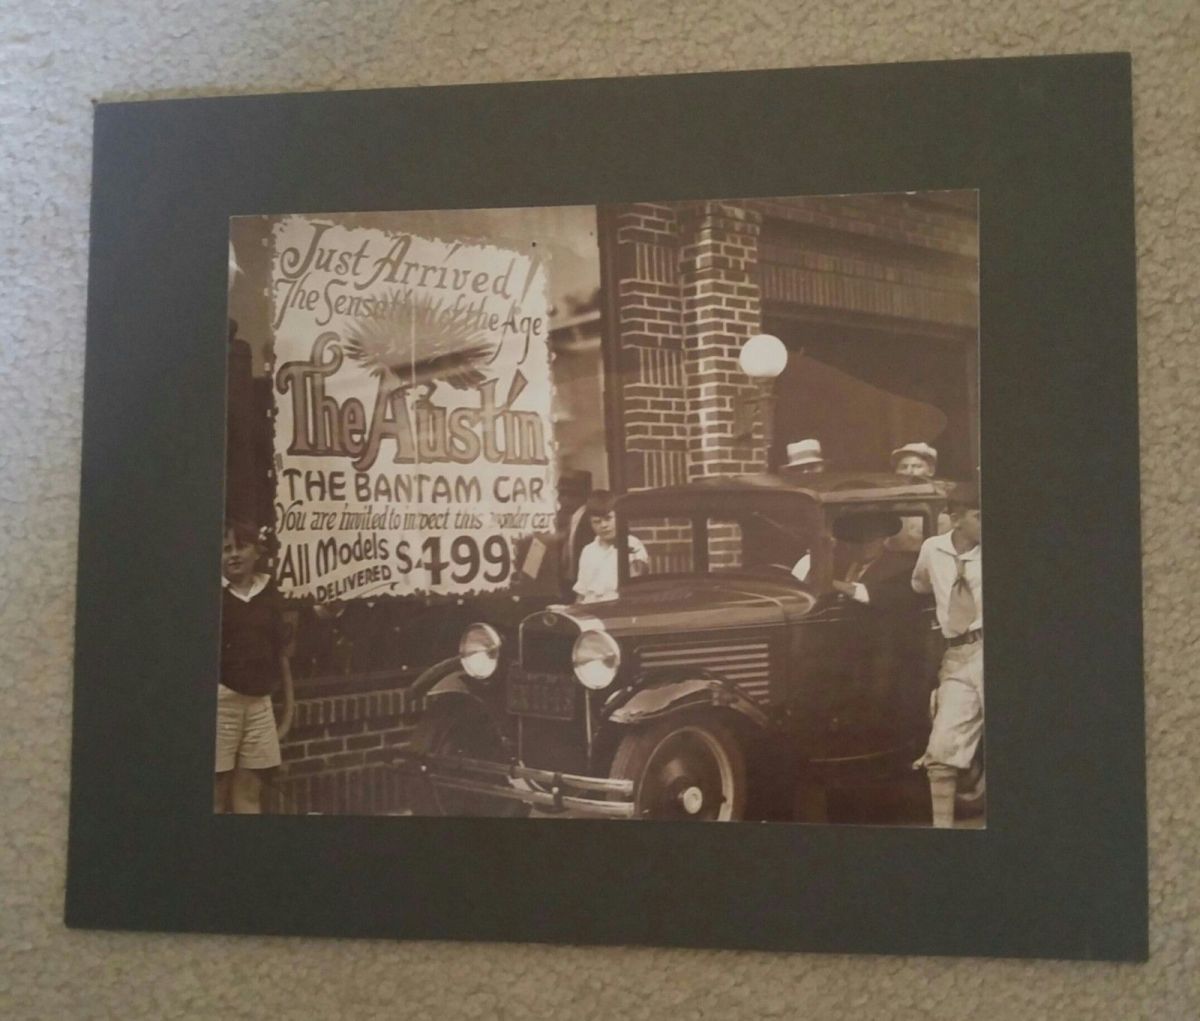 Just Arrived!
The Sensation of the Age
The Austin
THE BANTAM CAR
You are invited to inspect this wonder car
All Models $499
DELIVERED